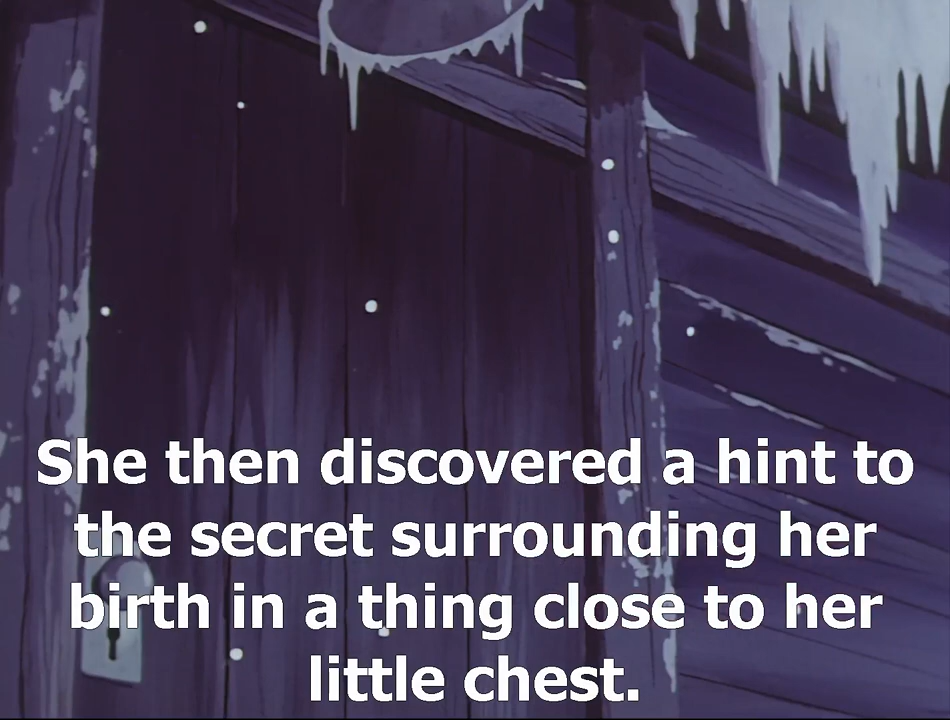 She then discovered a hint to
the secret surrounding her
birth in a thing close to her
little chest.